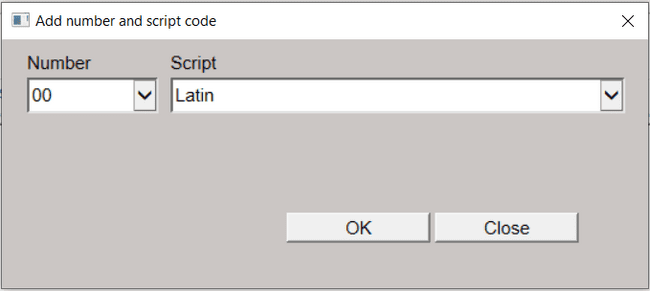 Add number and script code
Number Script
00 Latin
OK Close